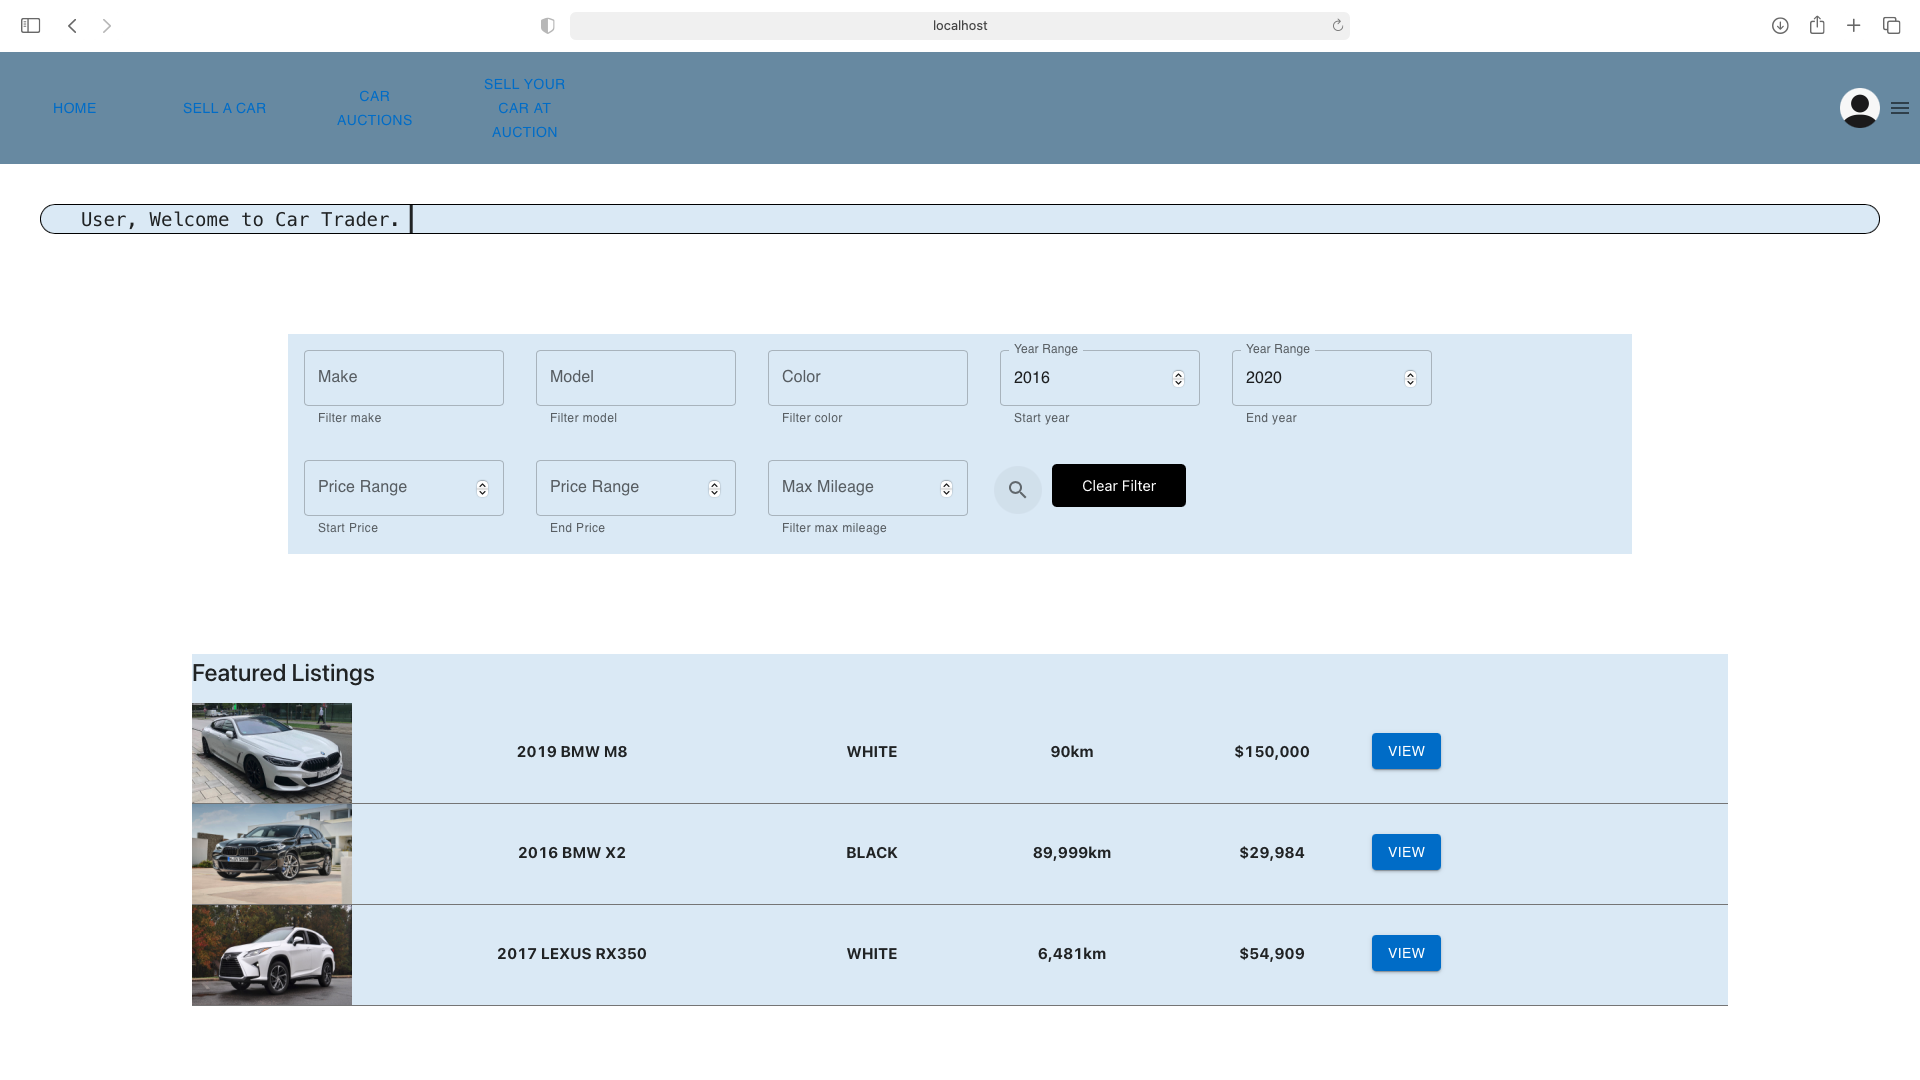 localhost
HOME
SELL A CAR
CAR
AUCTIONS
SELL YOUR
CAR AT
AUCTION
User, Welcome to Car Trader.
Make
Filter make
Model
Filter model
Color
Filter color
Year Range
2016
Start year
Year Range
2020
End year
Price Range
Start Price
Price Range
End Price
Max Mileage
Filter max mileage
Clear Filter
Featured Listings
2019 BMW M8 WHITE 90km $150,000 VIEW
2016 BMW X2 BLACK 89,999km $29,984 VIEW
2017 LEXUS RX350 WHITE 6,481km $54,909 VIEW